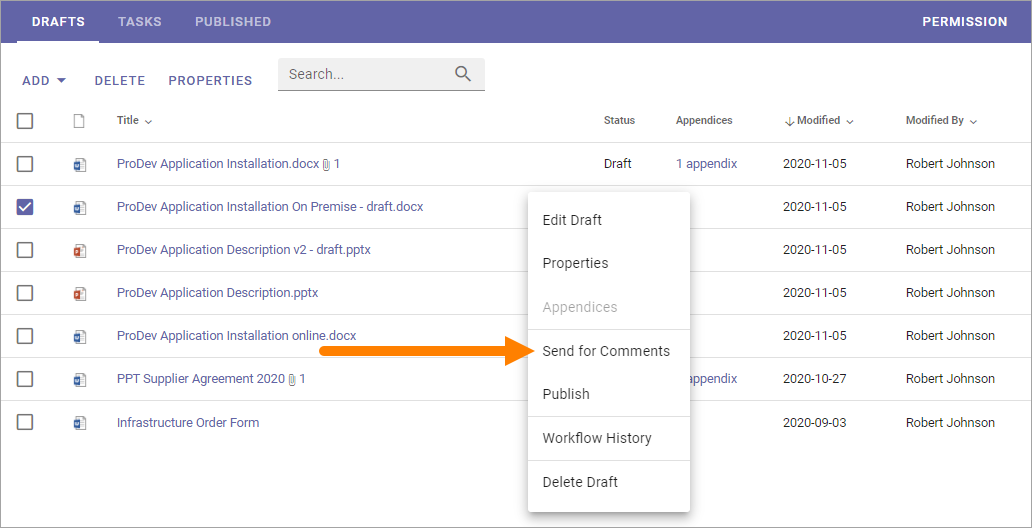 DRAFTS TASKS PUBLISHED PERMISSION
ADD DELETE PROPERTIES Search...
Title Status Appendices Modified Modified By
ProDev Application Installation.docx 1 Draft 1 appendix 2020-11-05 Robert Johnson
ProDev Application Installation On Premise - draft.docx 2020-11-05 Robert Johnson
Edit Draft
ProDev Application Description v2 - draft.pptx 2020-11-05 Robert Johnson
Properties
ProDev Application Description.pptx 2020-11-05 Robert Johnson
Appendices
ProDev Application Installation online.docx 2020-11-05 Robert Johnson
Send for Comments
PPT Supplier Agreement 2020 1 appendix 2020-10-27 Robert Johnson
Publish
Infrastructure Order Form 2020-09-03 Robert Johnson
Workflow History
Delete Draft